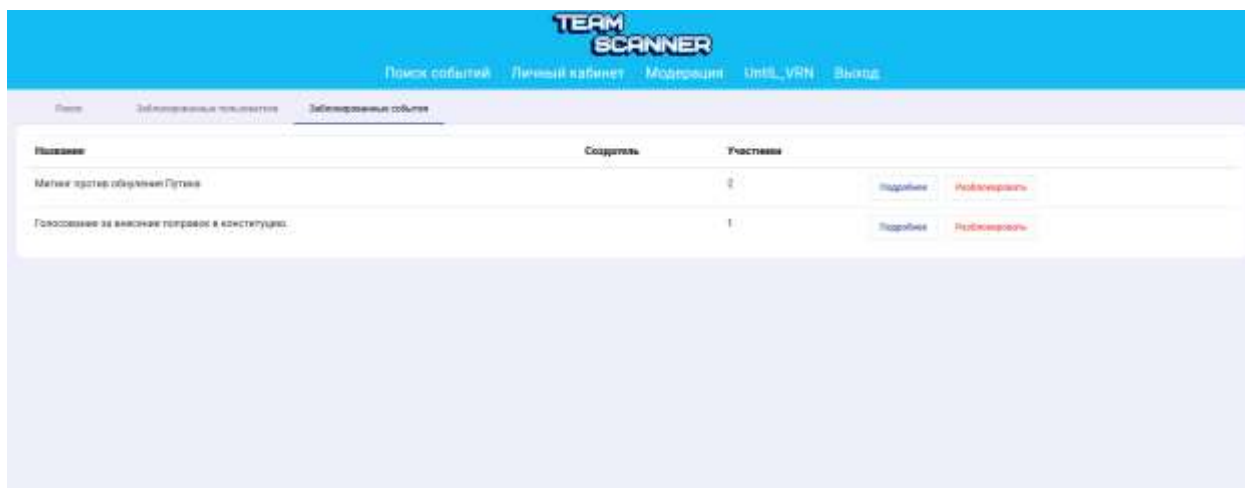 TEAM
SCANNER
Поиск событий Личный кабинет Модерация UntIL_VRN Выход
Поиск Заблокированные пользователи Заблокированные события
Название Создатель Участники
Митинг против обнуления Путина 2 Подробнее Разблокировать
Голосование за внесение поправок в конституцию. 1 Подробнее Разблокировать